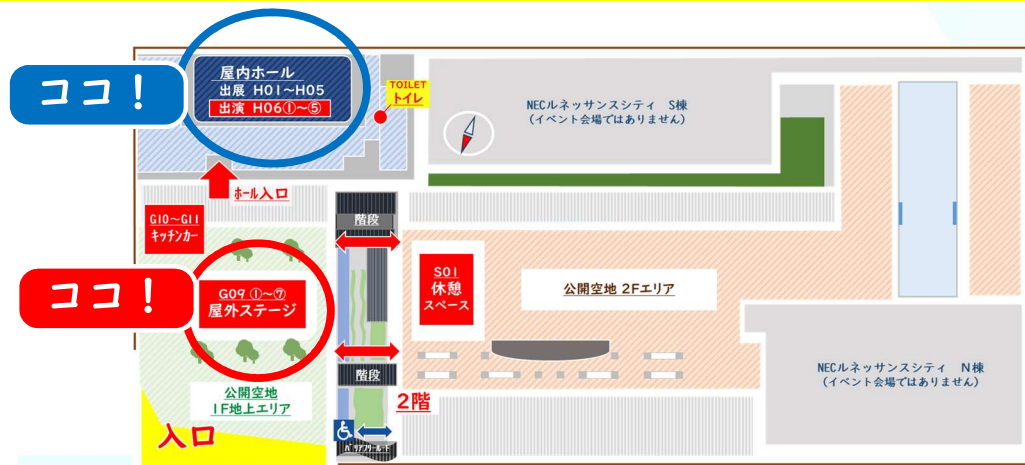 ココ！
屋内ホール
出展 H01～H05
出演 H06①～⑤
TOILET
トイレ
NECルネッサンスシティ S棟
(イベント会場ではありません)
ホール入口
G10～G11
キッチンカー
階段
ココ！
G09 ①～⑦
屋外ステージ
S01
休憩
スペース
公開空地 2Fエリア
階段
NECルネッサンスシティ N棟
(イベント会場ではありません)
公開空地
1F地上エリア
2階
入口